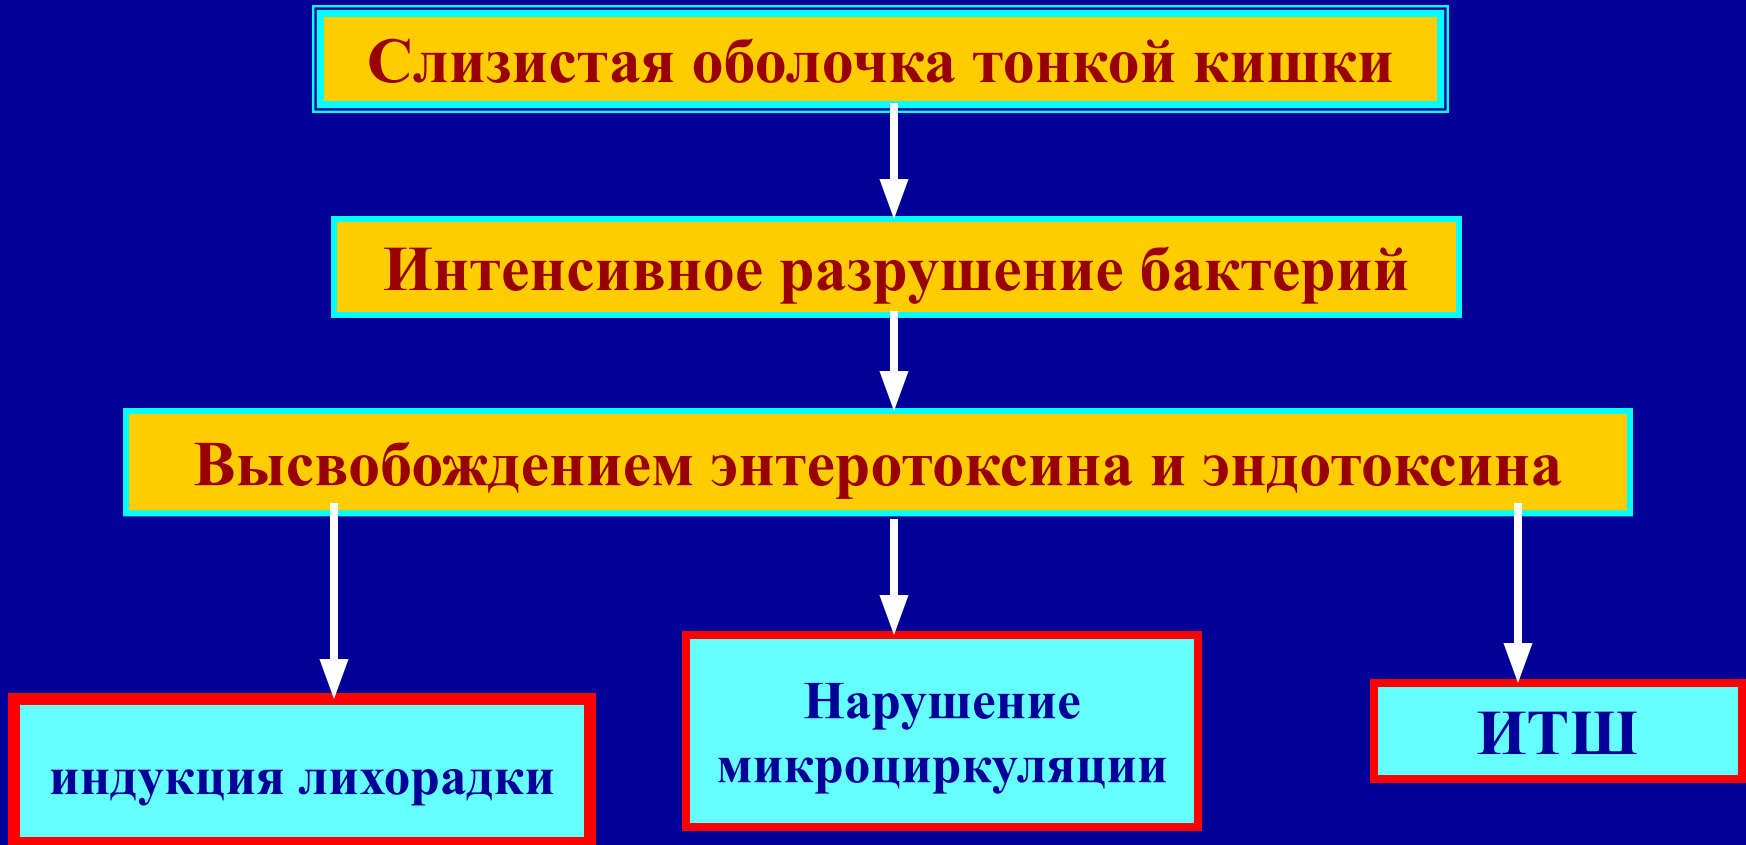 Слизистая оболочка тонкой кишки
Интенсивное разрушение бактерий
Высвобождением энтеротоксина и эндотоксина
индукция лихорадки
Нарушение
микроциркуляции
ИТШ